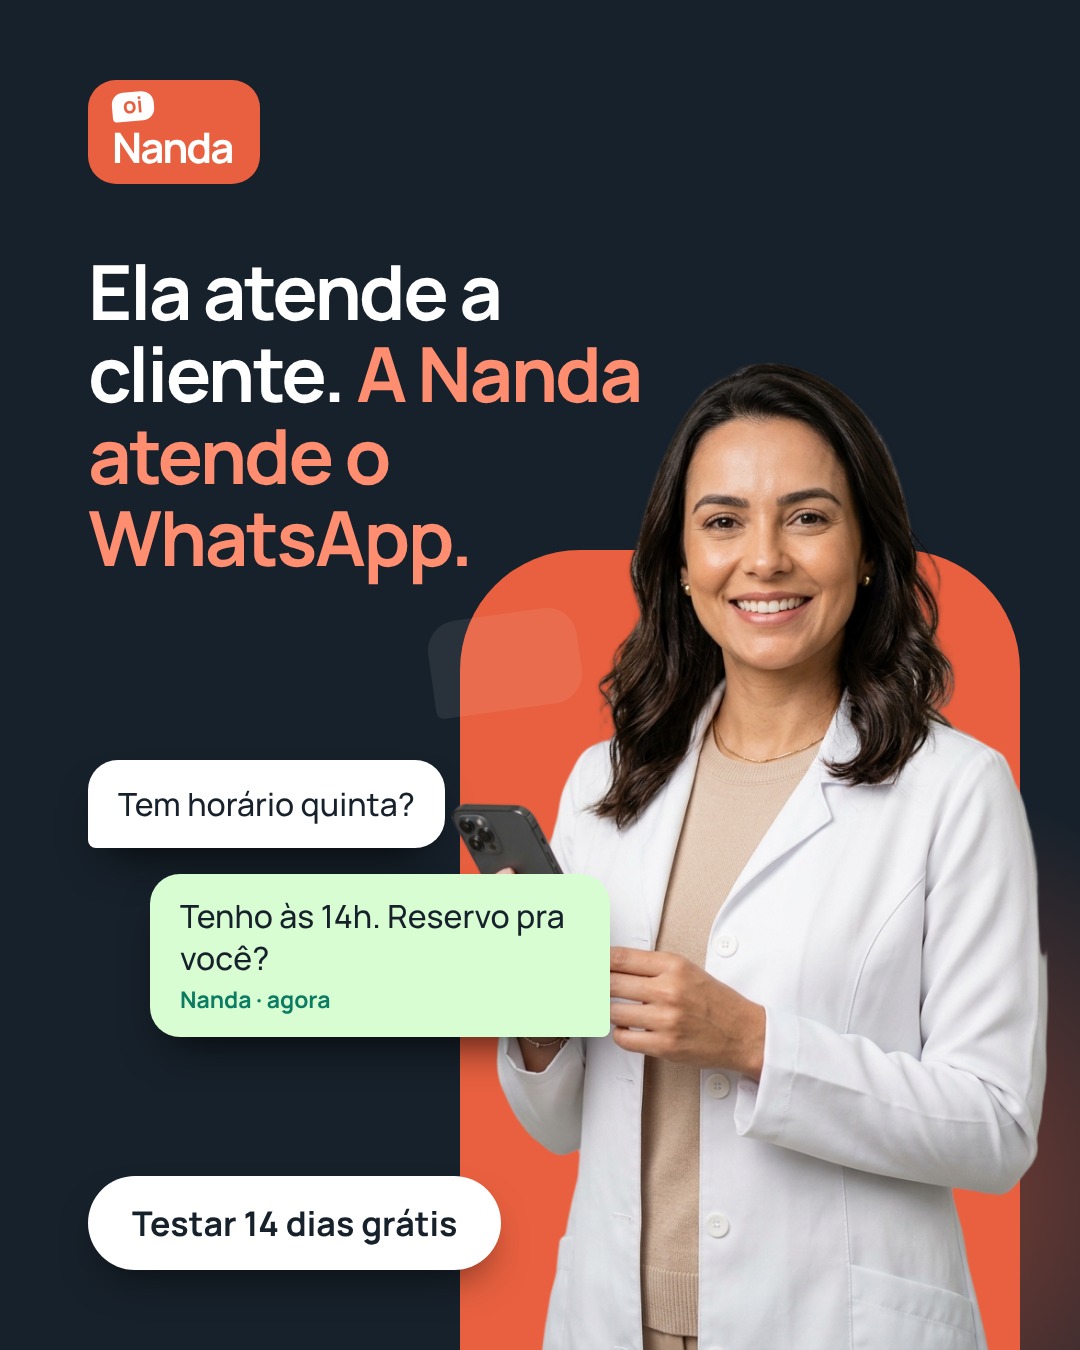 oi
Nanda
Ela atende a
cliente. A Nanda
atende o
WhatsApp.
Tem horário quinta?
Tenho às 14h. Reservo pra
você?
Nanda · agora
Testar 14 dias grátis